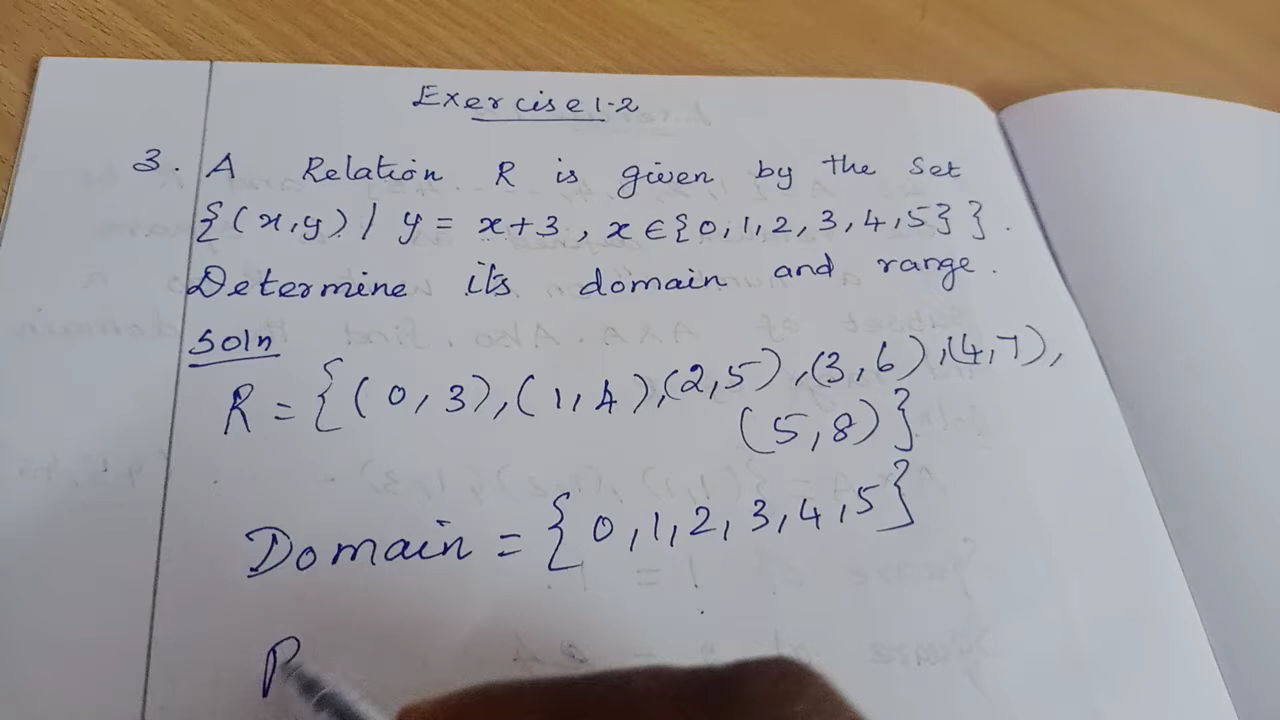 Exercise 1-2
3. A Relation R is given by the set
{(x,y) / y = x+3, x ∈ {0,1,2,3,4,5}}.
Determine its domain and range.
Soln
R = {(0,3),(1,4),(2,5),(3,6),(4,7),
(5,8)}
Domain = {0,1,2,3,4,5}